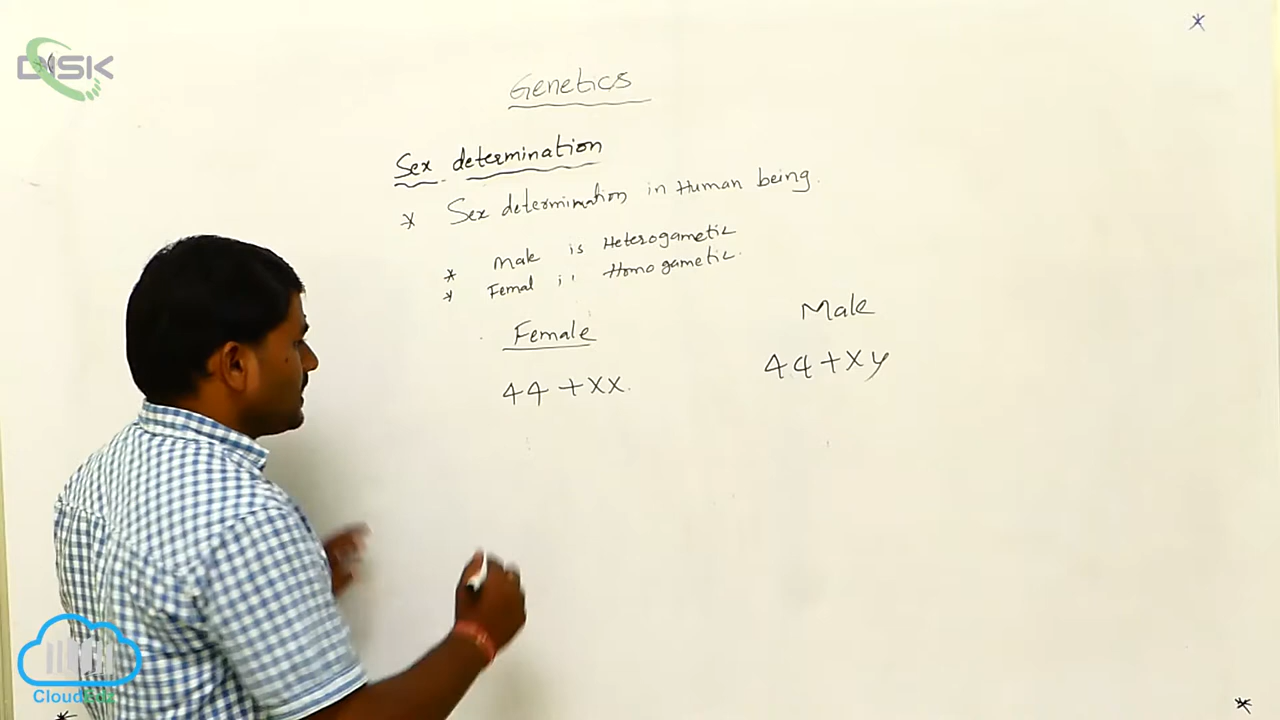 DISK
Genetics
Sex determination
* Sex determination in Human being.
* Male is Heterogametic
* Femal is Homogametic.
Female
Male
44 + XX.
44 + XY
CloudEdz